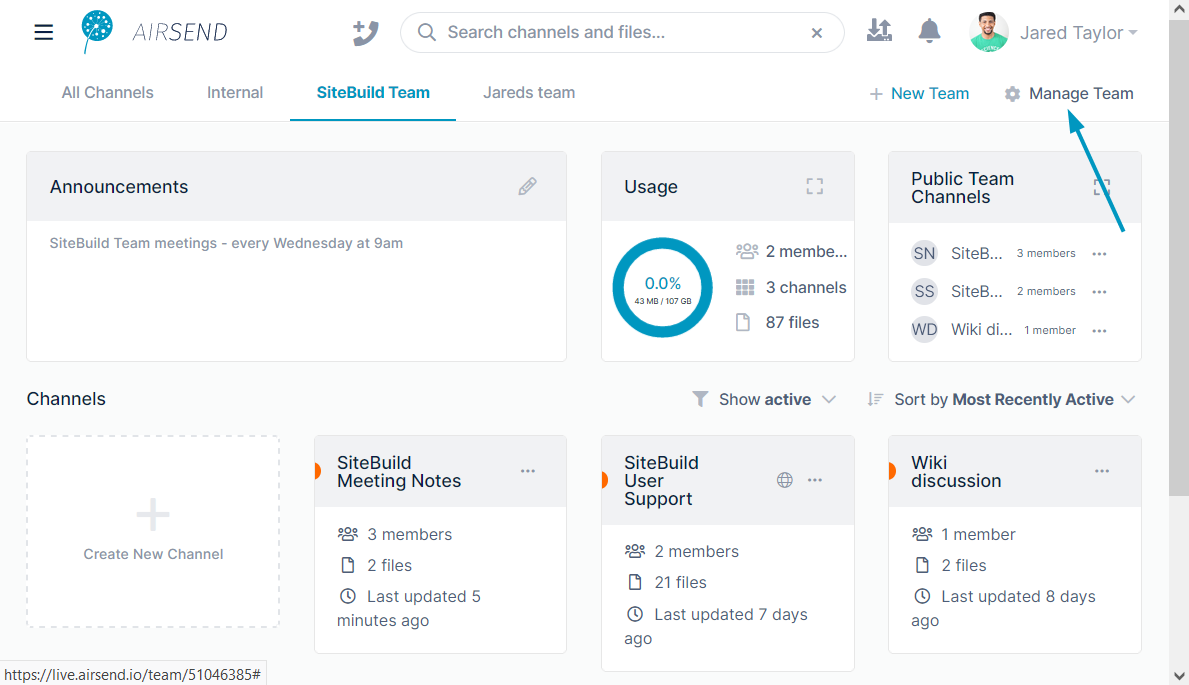 AIRSEND
Search channels and files...
Jared Taylor
All Channels
Internal
SiteBuild Team
Jareds team
New Team
Manage Team
Announcements
SiteBuild Team meetings - every Wednesday at 9am
Usage
0.0%
43 MB / 107 GB
2 membe...
3 channels
87 files
Public Team
Channels
SN SiteB... 3 members
SS SiteB... 2 members
WD Wiki di... 1 member
Channels
Show active
Sort by Most Recently Active
Create New Channel
SiteBuild
Meeting Notes
3 members
2 files
Last updated 5
minutes ago
SiteBuild
User
Support
2 members
21 files
Last updated 7 days
ago
Wiki
discussion
1 member
2 files
Last updated 8 days
ago
https://live.airsend.io/team/51046385#